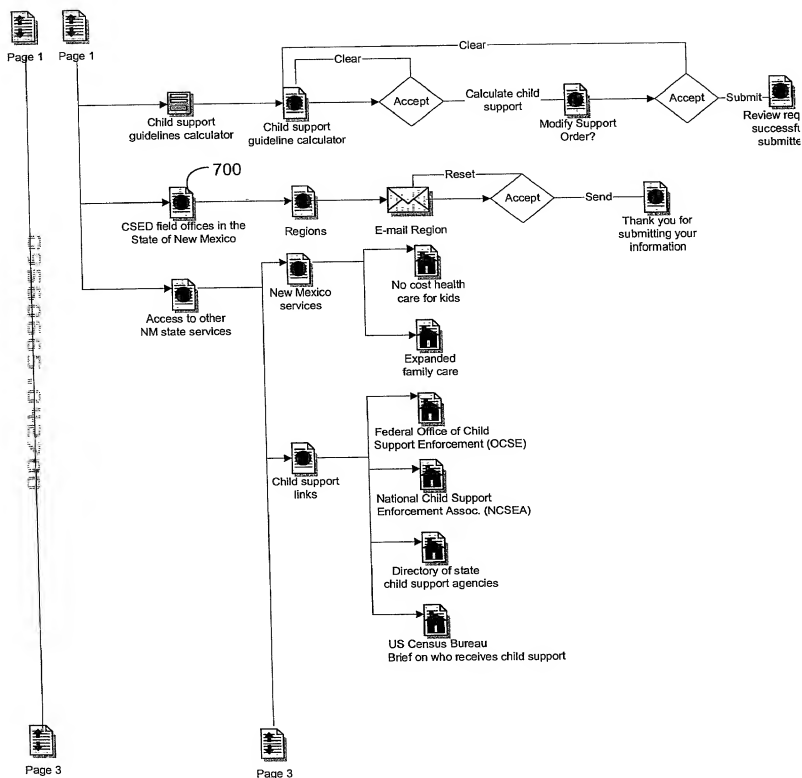 Page 1
Page 1
Clear
Clear
Child support
guidelines calculator
Child support
guideline calculator
Accept
Calculate child
support
Modify Support
Order?
Accept
Submit
Review req
successfu
submitte
700
CSED field offices in the
State of New Mexico
Regions
E-mail Region
Reset
Accept
Send
Thank you for
submitting your
information
Access to other
NM state services
New Mexico
services
No cost health
care for kids
Expanded
family care
Child support
links
Federal Office of Child
Support Enforcement (OCSE)
National Child Support
Enforcement Assoc. (NCSEA)
Directory of state
child support agencies
US Census Bureau
Brief on who receives child support
Page 3
Page 3